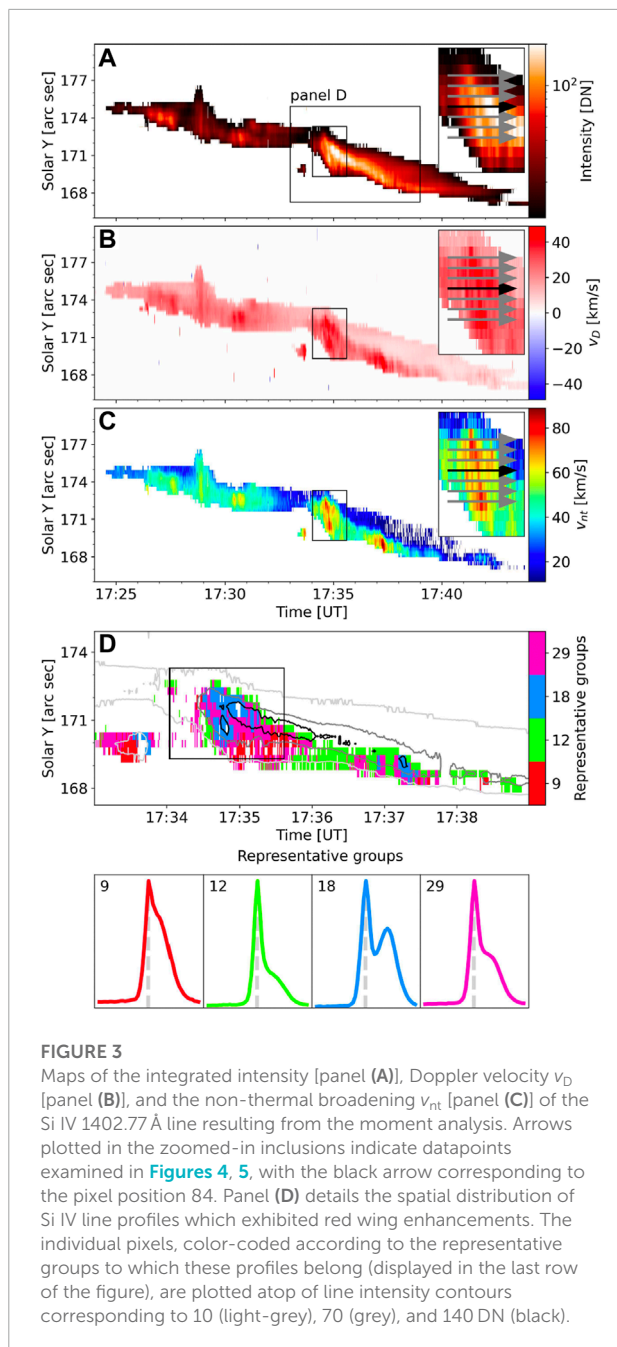 A
177
174
171
168
Solar Y [arc sec]
panel D
10²
Intensity [DN]
B
177
174
171
168
Solar Y [arc sec]
40
20
0
−20
−40
v_D [km/s]
C
177
174
171
168
Solar Y [arc sec]
80
60
40
20
v_nt [km/s]
17:25 17:30 17:35 17:40
Time [UT]
D
174
171
168
Solar Y [arc sec]
29
18
12
9
Representative groups
17:34 17:35 17:36 17:37 17:38
Time [UT]
Representative groups
9 12 18 29
FIGURE 3
Maps of the integrated intensity [panel (A)], Doppler velocity v_D
[panel (B)], and the non-thermal broadening v_nt [panel (C)] of the
Si IV 1402.77 Å line resulting from the moment analysis. Arrows
plotted in the zoomed-in inclusions indicate datapoints
examined in Figures 4, 5, with the black arrow corresponding to
the pixel position 84. Panel (D) details the spatial distribution of
Si IV line profiles which exhibited red wing enhancements. The
individual pixels, color-coded according to the representative
groups to which these profiles belong (displayed in the last row
of the figure), are plotted atop of line intensity contours
corresponding to 10 (light-grey), 70 (grey), and 140 DN (black).